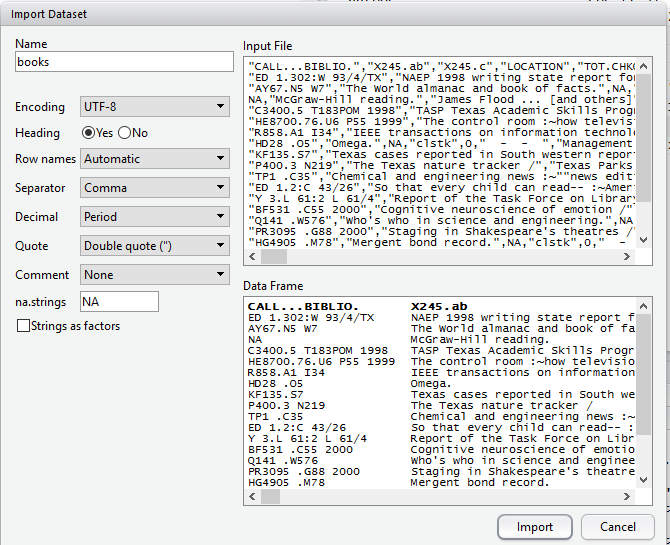 Import Dataset
Name
books
Encoding UTF-8
Heading Yes No
Row names Automatic
Separator Comma
Decimal Period
Quote Double quote (")
Comment None
na.strings NA
Strings as factors
Input File
"CALL...BIBLIO.","X245.ab","X245.c","LOCATION","TOT.CHKO
"ED 1.302:W 93/4/TX","NAEP 1998 writing state report for
"AY67.N5 W7","The World almanac and book of facts.",NA,"
NA,"McGraw-Hill reading.","James Flood ... [and others]"
"C3400.5 T183POM 1998","TASP Texas Academic Skills Progr
"HE8700.76.U6 P55 1999","The control room :~how televisi
"R858.A1 I34","IEEE transactions on information technolo
"HD28 .O5","Omega.",NA,"clstk",0," - - ","Management
"KF135.S7","Texas cases reported in South western report
"P400.3 N219","The Texas nature tracker /","Texas Parks
"TP1 .C35","Chemical and engineering news :~""news editi
"ED 1.2:C 43/26","So that every child can read-- :~Ameri
"Y 3.L 61:2 L 61/4","Report of the Task Force on Library
"BF531 .C55 2000","Cognitive neuroscience of emotion /"
"Q141 .W576","Who's who in science and engineering.",NA
"PR3095 .G88 2000","Staging in Shakespeare's theatres /"
"HG4905 .M78","Mergent bond record.",NA,"clstk",0," -
Data Frame
CALL...BIBLIO. X245.ab
ED 1.302:W 93/4/TX NAEP 1998 writing state report f
AY67.N5 W7 The World almanac and book of fa
NA McGraw-Hill reading.
C3400.5 T183POM 1998 TASP Texas Academic Skills Progr
HE8700.76.U6 P55 1999 The control room :~how televisio
R858.A1 I34 IEEE transactions on information
HD28 .O5 Omega.
KF135.S7 Texas cases reported in South we
P400.3 N219 The Texas nature tracker /
TP1 .C35 Chemical and engineering news :~
ED 1.2:C 43/26 So that every child can read-- :
Y 3.L 61:2 L 61/4 Report of the Task Force on Libr
BF531 .C55 2000 Cognitive neuroscience of emotio
Q141 .W576 Who's who in science and enginee
PR3095 .G88 2000 Staging in Shakespeare's theatre
HG4905 .M78 Mergent bond record.
Import Cancel